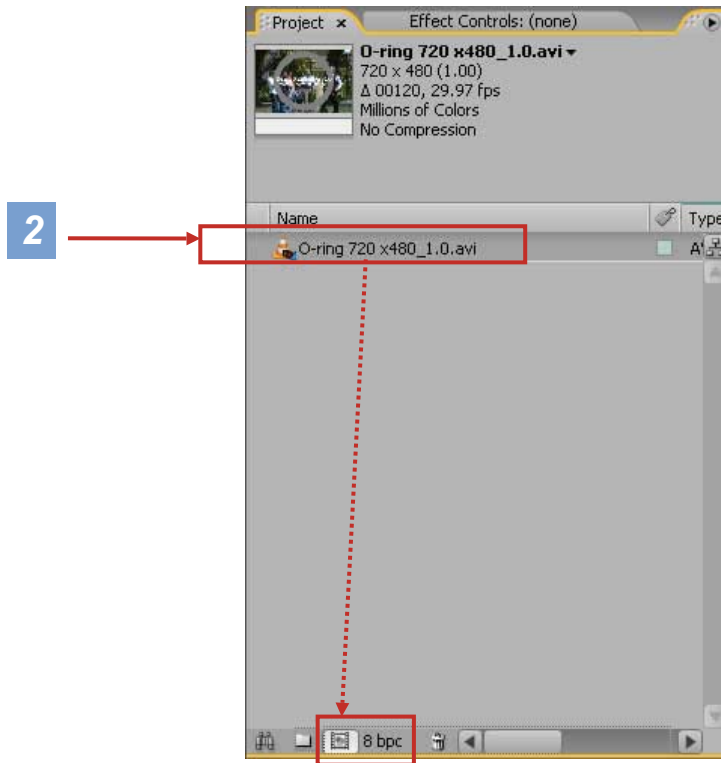 Project × Effect Controls: (none)
O-ring 720 x480_1.0.avi
720 x 480 (1.00)
Δ 00120, 29.97 fps
Millions of Colors
No Compression
2
Name Type
O-ring 720 x480_1.0.avi
8 bpc